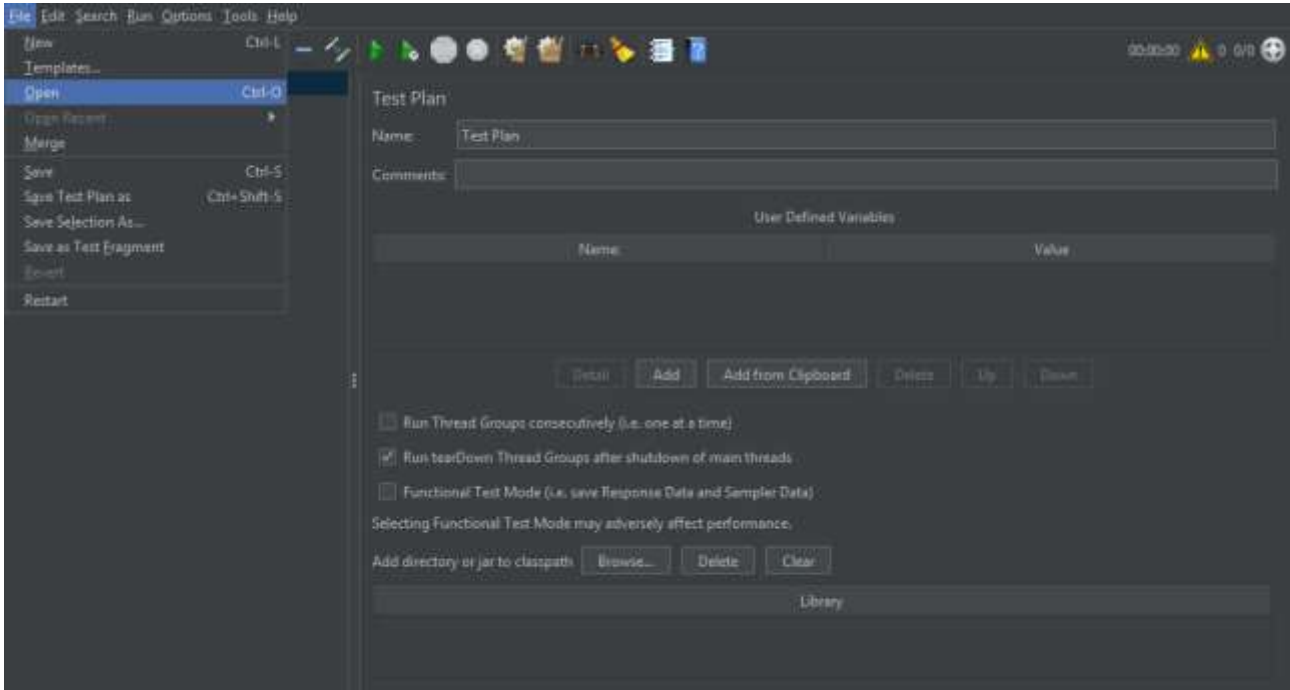 File Edit Search Run Options Tools Help
New Ctrl-L
Templates...
Open Ctrl-O
Open Recent
Merge
Save Ctrl-S
Save Test Plan as Ctrl+Shift-S
Save Selection As...
Save as Test Fragment
Revert
Restart
00:00:00 0 0/0
Test Plan
Name: Test Plan
Comments:
User Defined Variables
Name: Value
Detail Add Add from Clipboard Delete Up Down
Run Thread Groups consecutively (i.e. one at a time)
Run tearDown Thread Groups after shutdown of main threads
Functional Test Mode (i.e. save Response Data and Sampler Data)
Selecting Functional Test Mode may adversely affect performance.
Add directory or jar to classpath Browse... Delete Clear
Library